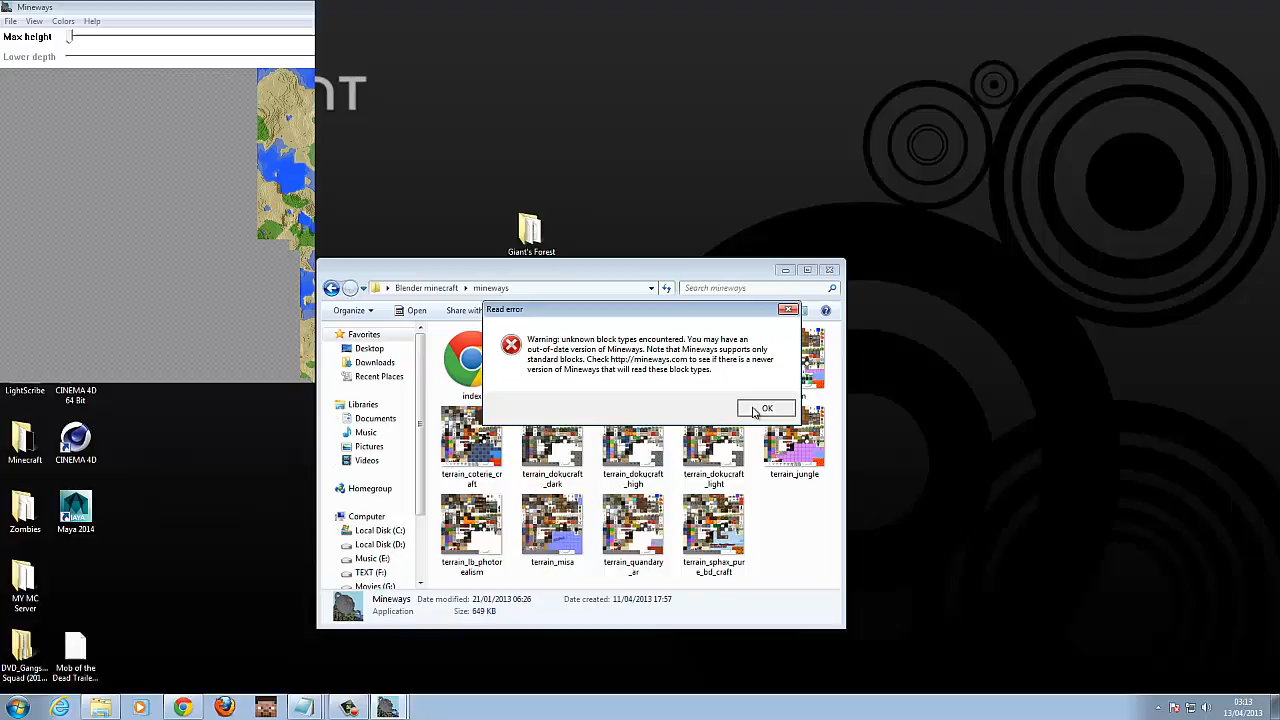 Mineways
File View Colors Help
Max height
Lower depth
Giant's Forest
Blender minecraft mineways
Search mineways
Organize Open Share with
Read error
Warning: unknown block types encountered. You may have an
out-of-date version of Mineways. Note that Mineways supports only
standard blocks. Check http://mineways.com to see if there is a newer
version of Mineways that will read these block types.
OK
Favorites
Desktop
Downloads
Recent Places
Libraries
Documents
Music
Pictures
Videos
Homegroup
Computer
Local Disk (C:)
Local Disk (D:)
Music (E:)
TEXT (F:)
Movies (G:)
index
terrain_coterie_cr
aft
terrain_dokucraft
_dark
terrain_dokucraft
_high
terrain_dokucraft
_light
terrain_jungle
terrain_lb_photor
ealism
terrain_misa
terrain_quandary
_ar
terrain_sphax_pur
e_bd_craft
Mineways Date modified: 21/01/2013 06:26 Date created: 11/04/2013 17:57
Application Size: 649 KB
LightScribe
CINEMA 4D
64 Bit
Minecraft
CINEMA 4D
Zombies
Maya 2014
MY MC
Server
DVD_Gangs...
Squad (201...
Mob of the
Dead Traile...
03:13
13/04/2013